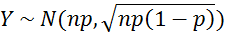 Y ~ N(np, √np(1 − p))